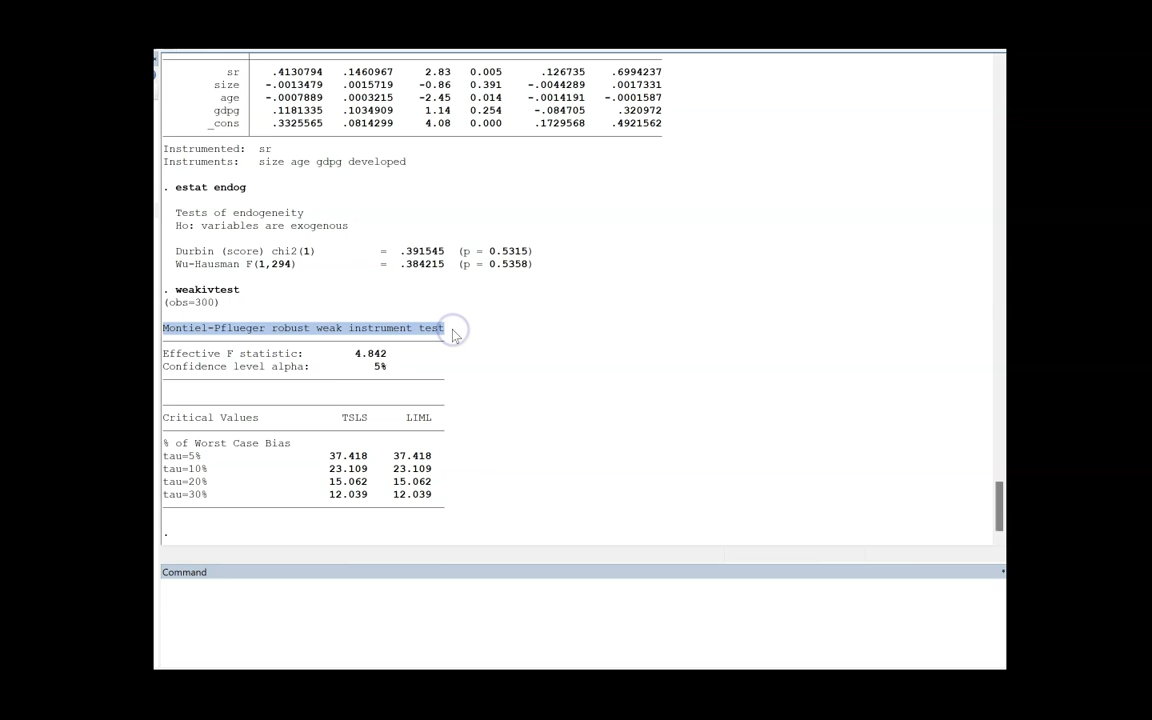 sr .4130794 .1460967 2.83 0.005 .126735 .6994237
size -.0013479 .0015719 -0.86 0.391 -.0044289 .0017331
age -.0007889 .0003215 -2.45 0.014 -.0014191 -.0001587
gdpg .1181335 .1034909 1.14 0.254 -.084705 .320972
_cons .3325565 .0814299 4.08 0.000 .1729568 .4921562
Instrumented: sr
Instruments: size age gdpg developed
. estat endog
Tests of endogeneity
Ho: variables are exogenous
Durbin (score) chi2(1) = .391545 (p = 0.5315)
Wu-Hausman F(1,294) = .384215 (p = 0.5358)
. weakivtest
(obs=300)
Montiel-Pflueger robust weak instrument test
Effective F statistic: 4.842
Confidence level alpha: 5%
Critical Values TSLS LIML
% of Worst Case Bias
tau=5% 37.418 37.418
tau=10% 23.109 23.109
tau=20% 15.062 15.062
tau=30% 12.039 12.039
.
Command